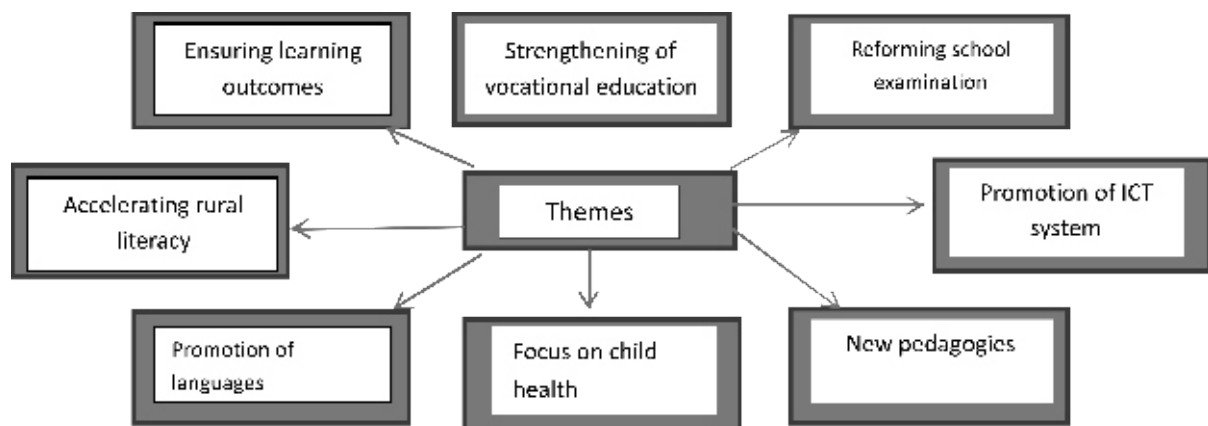 Ensuring learning
outcomes
Strengthening of
vocational education
Reforming school
examination
Accelerating rural
literacy
Themes
Promotion of ICT
system
Promotion of
languages
Focus on child
health
New pedagogies